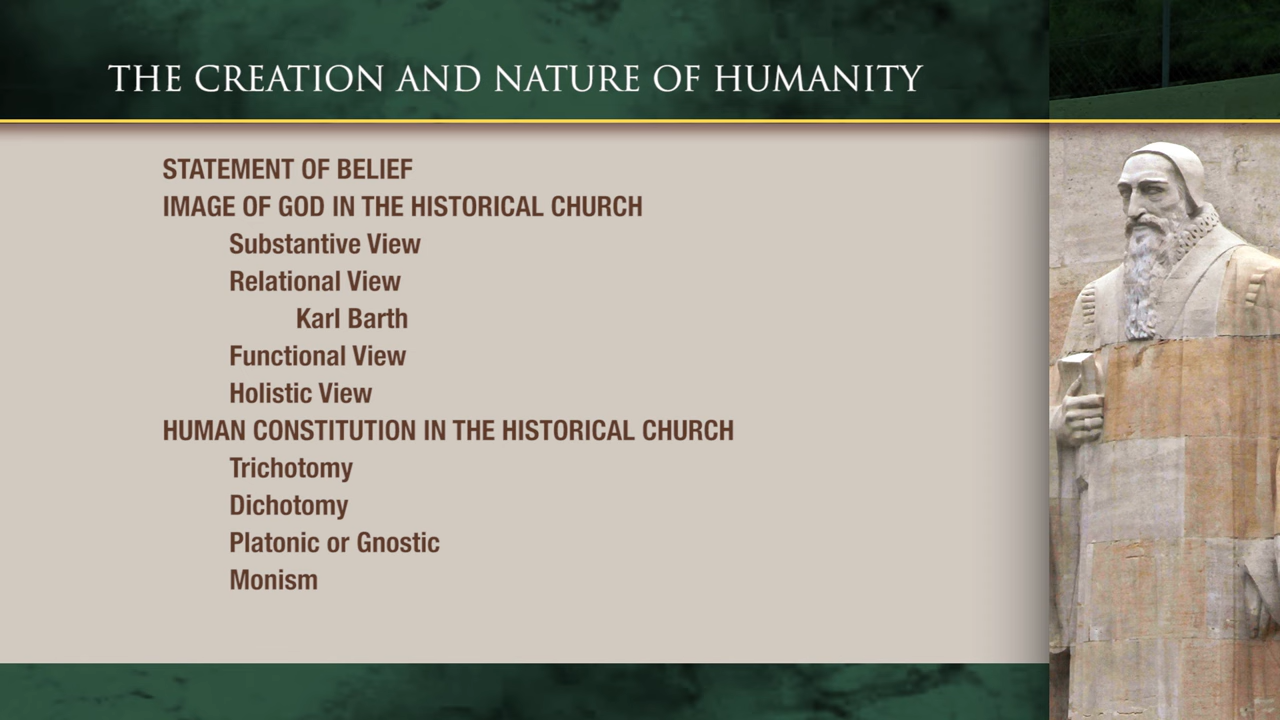 THE CREATION AND NATURE OF HUMANITY
STATEMENT OF BELIEF
IMAGE OF GOD IN THE HISTORICAL CHURCH
Substantive View
Relational View
Karl Barth
Functional View
Holistic View
HUMAN CONSTITUTION IN THE HISTORICAL CHURCH
Trichotomy
Dichotomy
Platonic or Gnostic
Monism